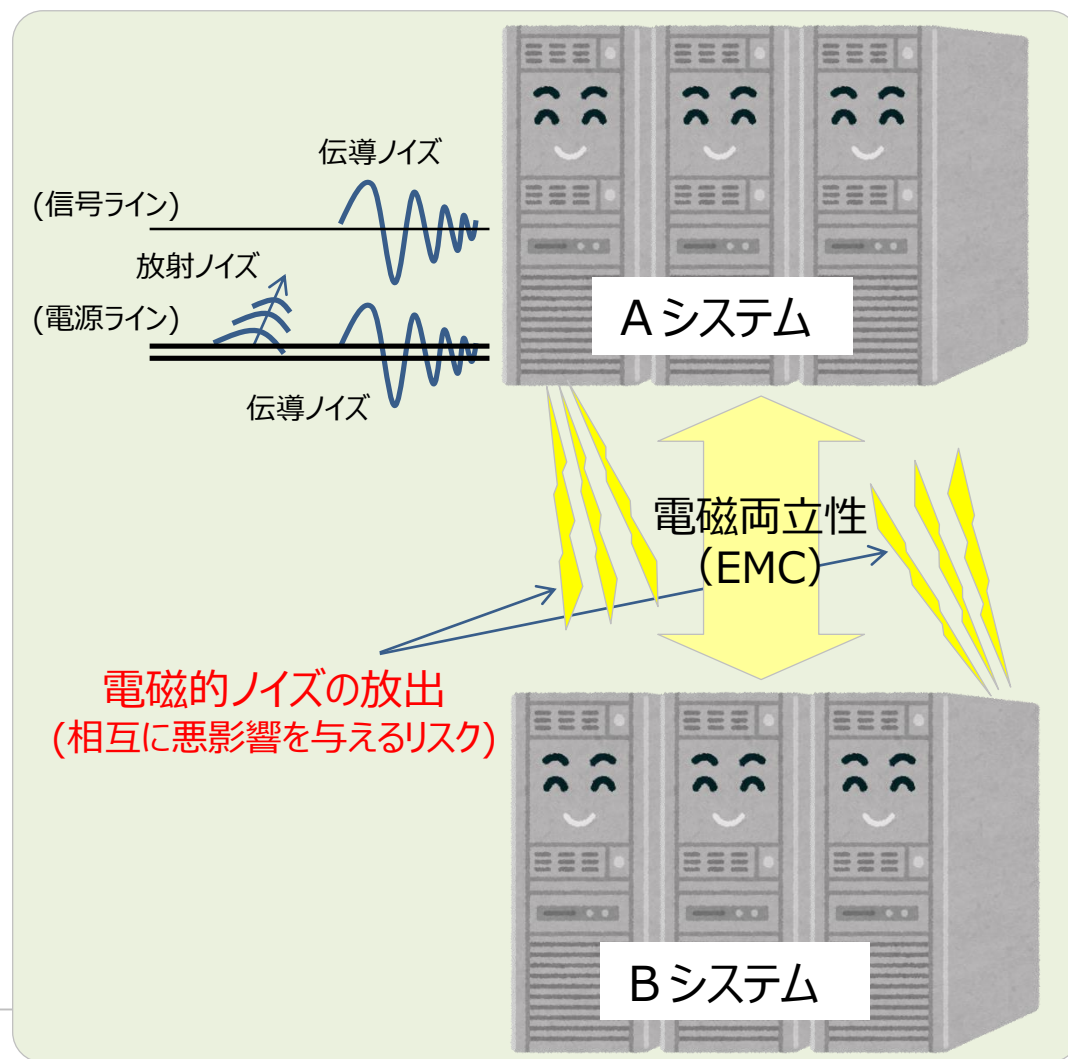 伝導ノイズ
(信号ライン)
放射ノイズ
(電源ライン)
伝導ノイズ
A システム
電磁両立性
(EMC)
電磁的ノイズの放出
(相互に悪影響を与えるリスク)
B システム